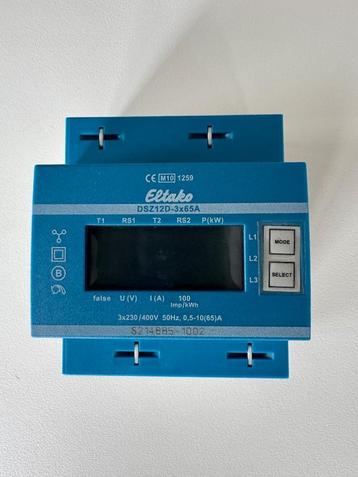 CE M10 1259
Eltako
DSZ12D-3x65A
T1 RS1 T2 RS2 P(kW)
L1 MODE
L2
B
L3 SELECT
false U (V) I (A) 100
Imp/kWh
3x230/400V 50Hz, 0,5-10(65)A
S214885-1002